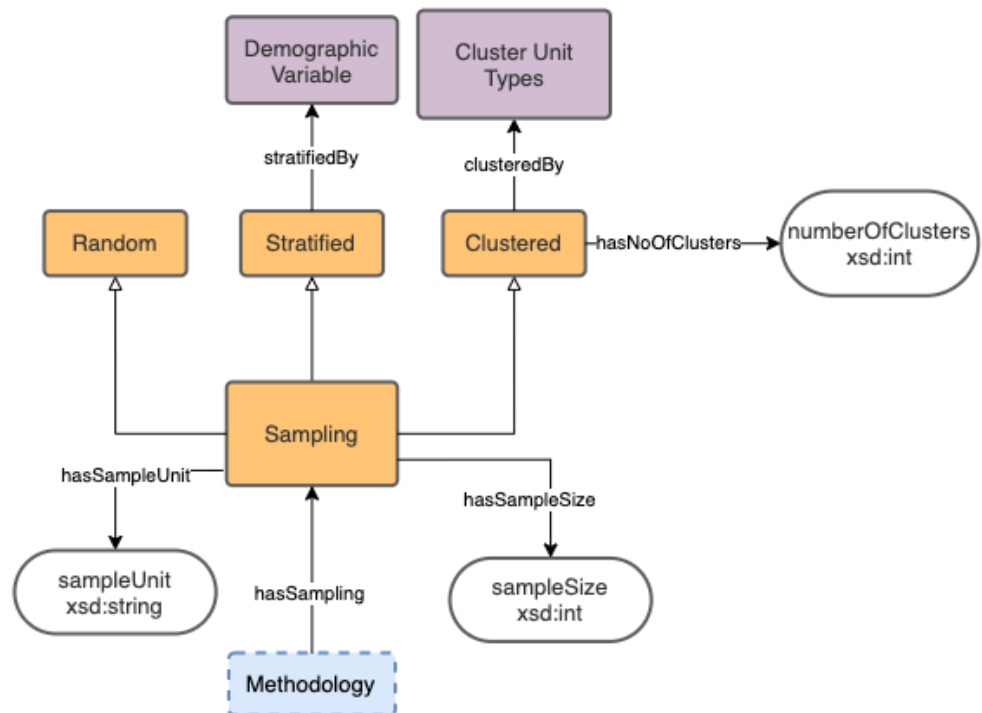 Demographic
Variable
Cluster Unit
Types
stratifiedBy
clusteredBy
Random
Stratified
Clustered
hasNoOfClusters
numberOfClusters
xsd:int
Sampling
hasSampleUnit
hasSampleSize
sampleUnit
xsd:string
hasSampling
sampleSize
xsd:int
Methodology